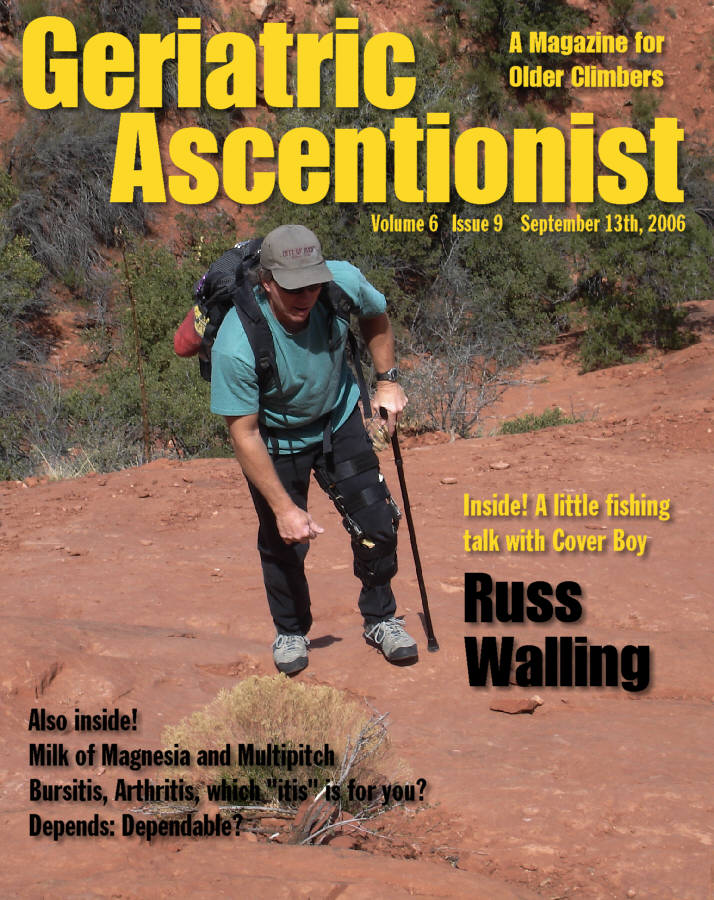 Geriatric
Ascentionist
A Magazine for
Older Climbers
Volume 6 Issue 9 September 13th, 2006
Inside! A little fishing
talk with Cover Boy
Russ
Walling
Also inside!
Milk of Magnesia and Multipitch
Bursitis, Arthritis, which "itis" is for you?
Depends: Dependable?